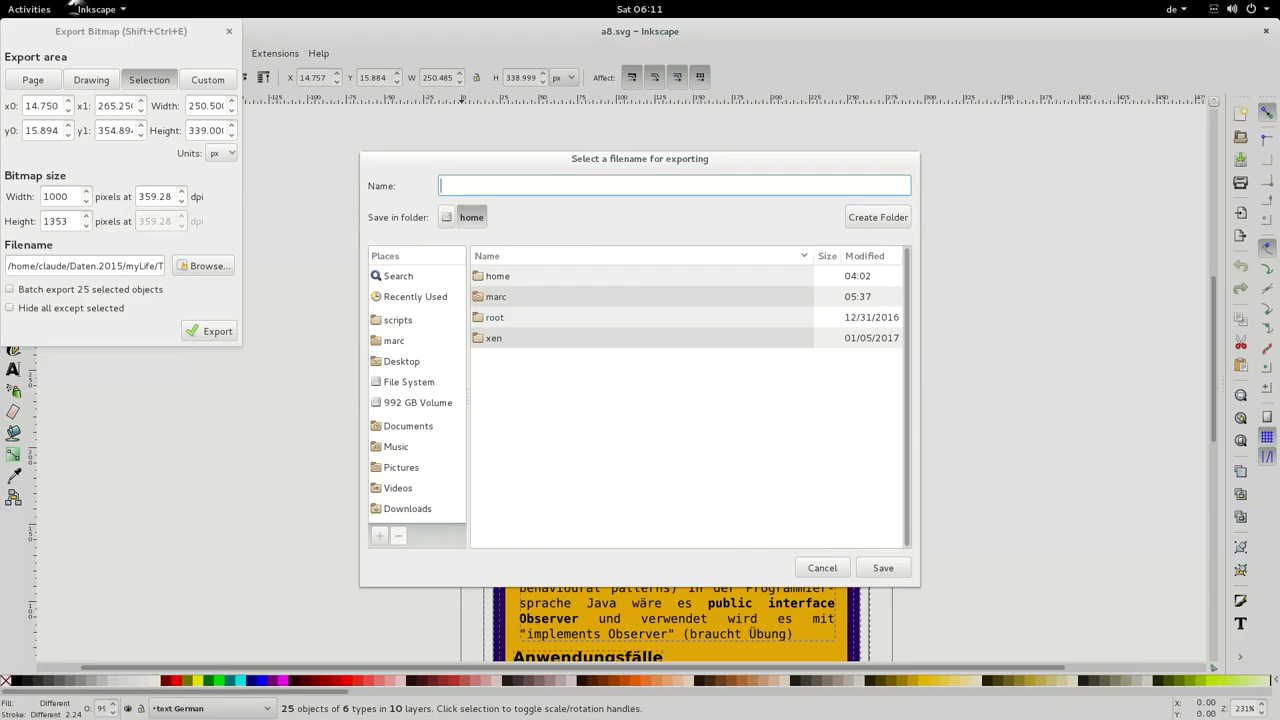 Activities Inkscape Sat 06:11 de
Export Bitmap (Shift+Ctrl+E) a8.svg – Inkscape
Export area
Extensions Help
Page Drawing Selection Custom
X 14.757 Y 15.884 W 250.485 H 338.999 px Affect:
x0: 14.750 x1: 265.250 Width: 250.500
y0: 15.894 y1: 354.894 Height: 339.000
Units: px
Bitmap size
Width: 1000 pixels at 359.28 dpi
Height: 1353 pixels at 359.28 dpi
Filename
/home/claude/Daten.2015/myLife/T Browse...
Batch export 25 selected objects
Hide all except selected
Export
Select a filename for exporting
Name:
Save in folder: home Create Folder
Places
Search
Recently Used
scripts
marc
Desktop
File System
992 GB Volume
Documents
Music
Pictures
Videos
Downloads
Name Size Modified
home 04:02
marc 05:37
root 12/31/2016
xen 01/05/2017
Cancel Save
behavioural patterns) in der Programmier-
sprache Java wäre es public interface
Observer und verwendet wird es mit
"implements Observer" (braucht Übung)
Anwendungsfälle
Fill: Different
Stroke: Different 2.24
O: 95
•text German
25 objects of 6 types in 10 layers. Click selection to toggle scale/rotation handles.
X: 0.00
Y: 0.00
Z: 231%